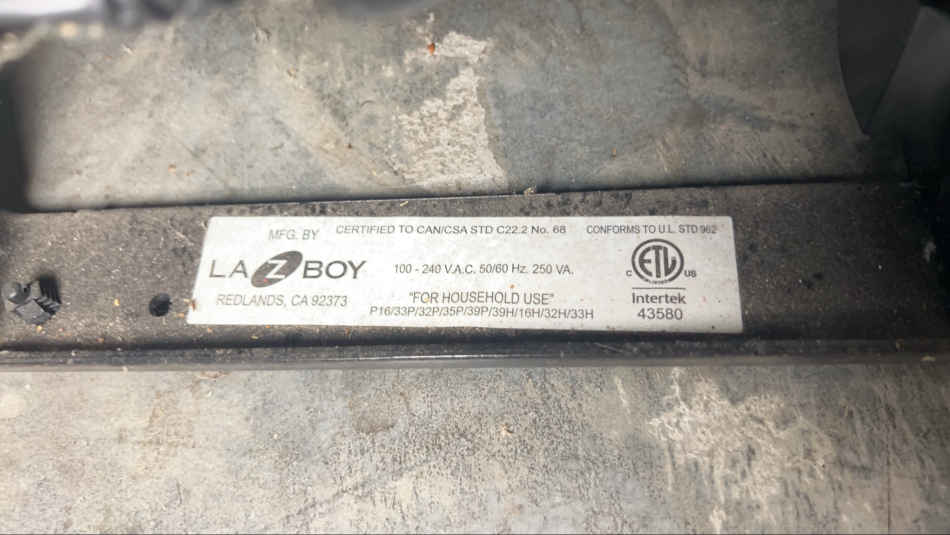 MFG. BY
LA Z BOY
REDLANDS, CA 92373
CERTIFIED TO CAN/CSA STD C22.2 No. 68
100 - 240 V.A.C. 50/60 Hz. 250 VA.
"FOR HOUSEHOLD USE"
P16/33P/32P/35P/39P/39H/16H/32H/33H
CONFORMS TO U.L. STD 962
C ETL US
Intertek
43580